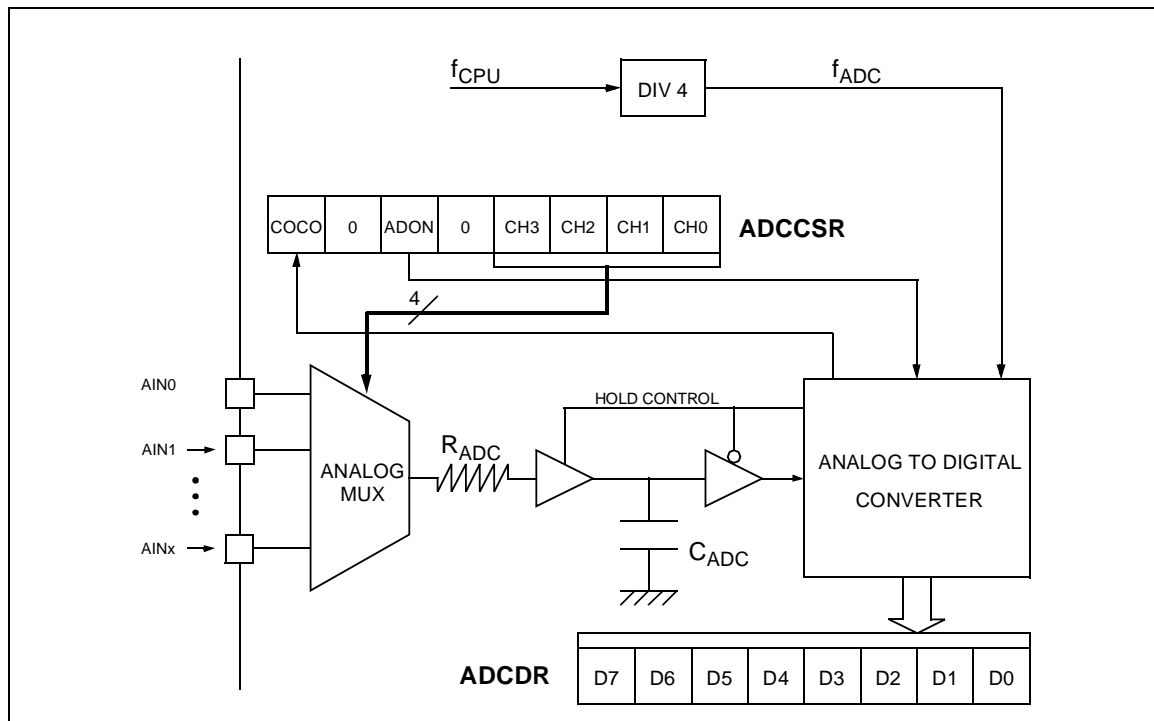 fCPU
DIV 4
fADC
COCO 0 ADON 0 CH3 CH2 CH1 CH0
ADCCSR
4
AIN0
HOLD CONTROL
AIN1
RADC
ANALOG
MUX
ANALOG TO DIGITAL
CONVERTER
AINx
CADC
ADCDR
D7 D6 D5 D4 D3 D2 D1 D0